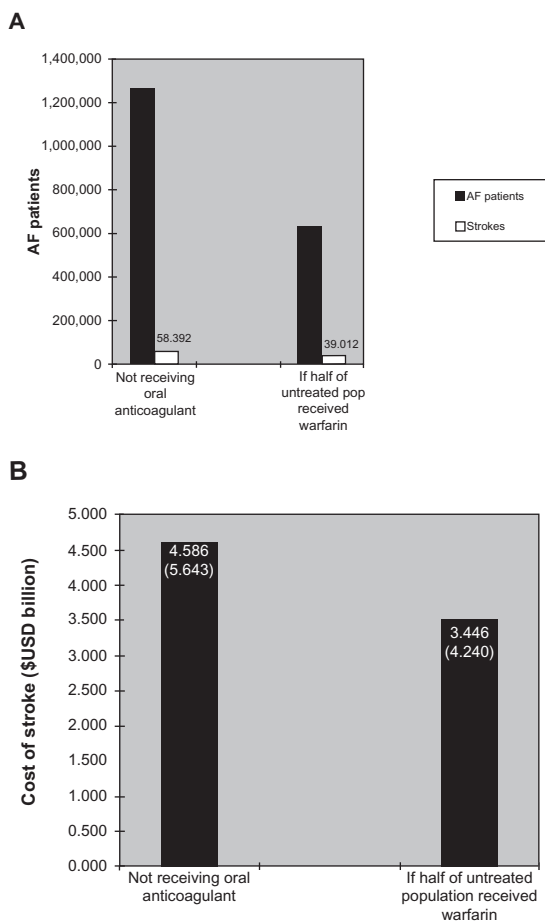 A
1,400,000
1,200,000
1,000,000
800,000
600,000
400,000
200,000
0
AF patients
58.392
39.012
Not receiving
oral
anticoagulant
If half of
untreated pop
received
warfarin
AF patients
Strokes
B
5.000
4.500
4.000
3.500
3.000
2.500
2.000
1.500
1.000
0.500
0.000
Cost of stroke ($USD billion)
4.586
(5.643)
3.446
(4.240)
Not receiving oral
anticoagulant
If half of untreated
population received
warfarin